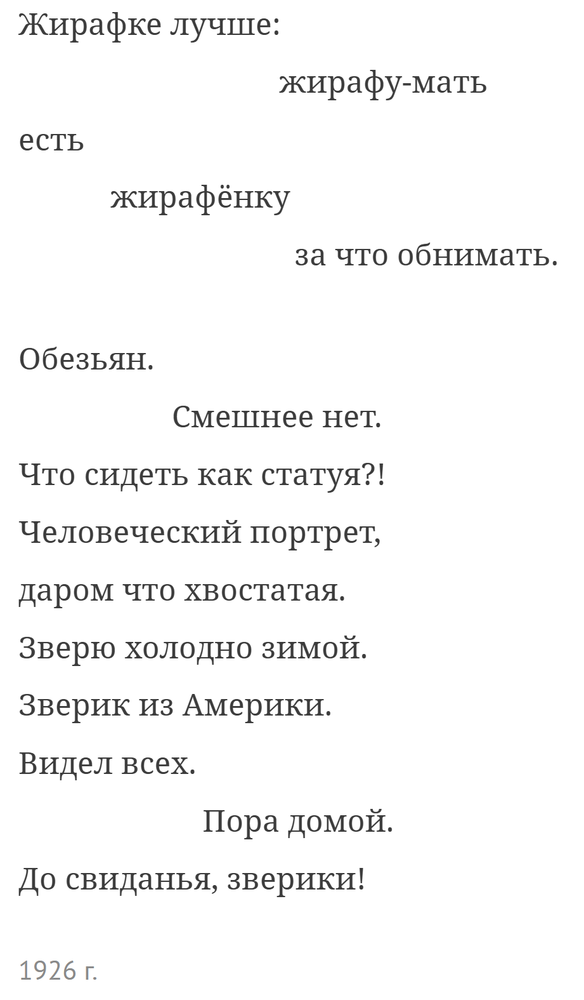 Жирафке лучше:
жирафу-мать
есть
жирафёнку
за что обнимать.
Обезьян.
Смешнее нет.
Что сидеть как статуя?!
Человеческий портрет,
даром что хвостатая.
Зверю холодно зимой.
Зверик из Америки.
Видел всех.
Пора домой.
До свиданья, зверики!
1926 г.